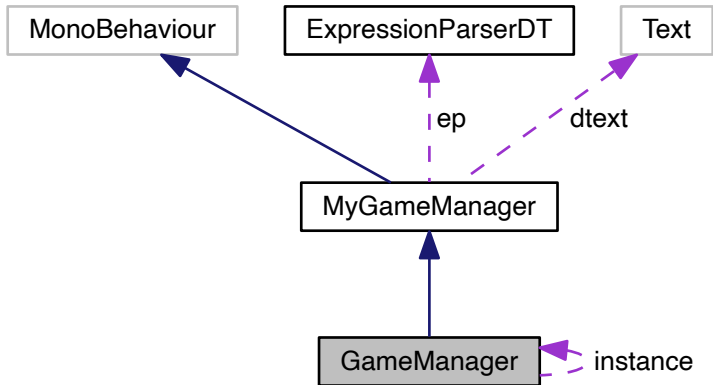 MonoBehaviour
ExpressionParserDT
Text
ep
dtext
MyGameManager
GameManager
instance